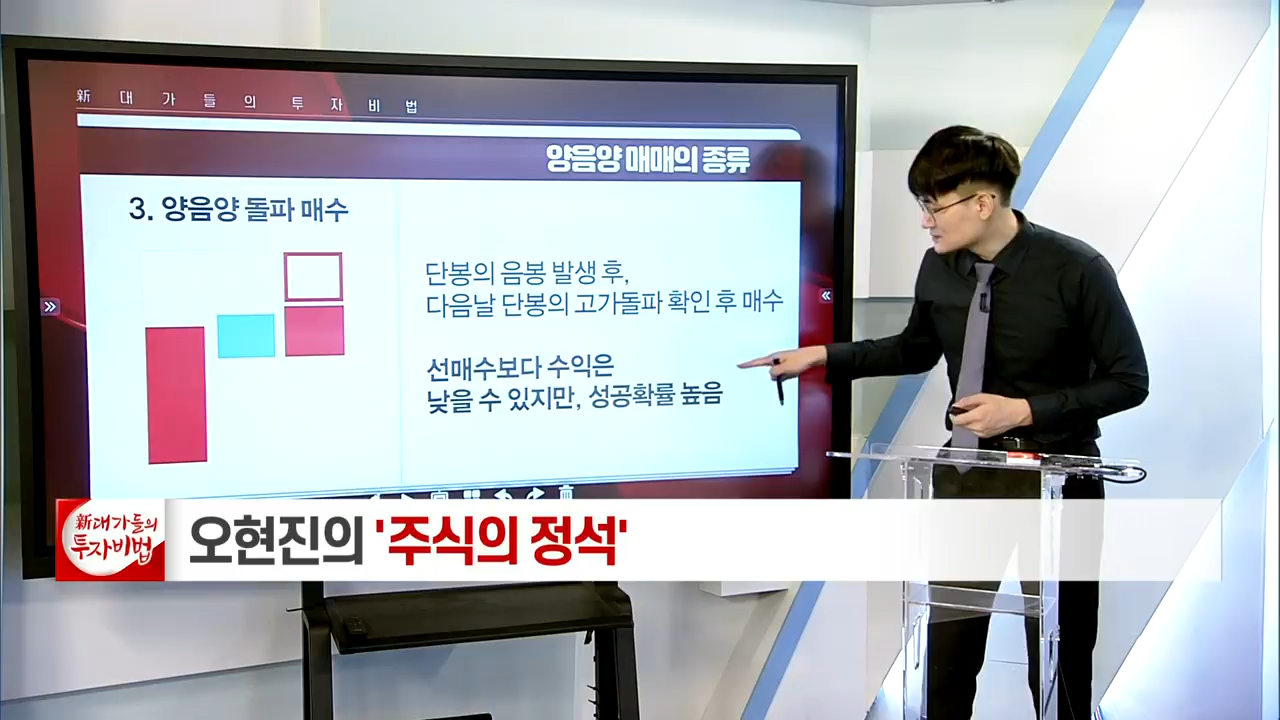 新 대가들의 투자비법
양음양 매매의 종류
3. 양음양 돌파 매수
단봉의 음봉 발생 후,
다음날 단봉의 고가돌파 확인 후 매수
선매수보다 수익은
낮을 수 있지만, 성공확률 높음
新대가들의
투자비법
오현진의 '주식의 정석'